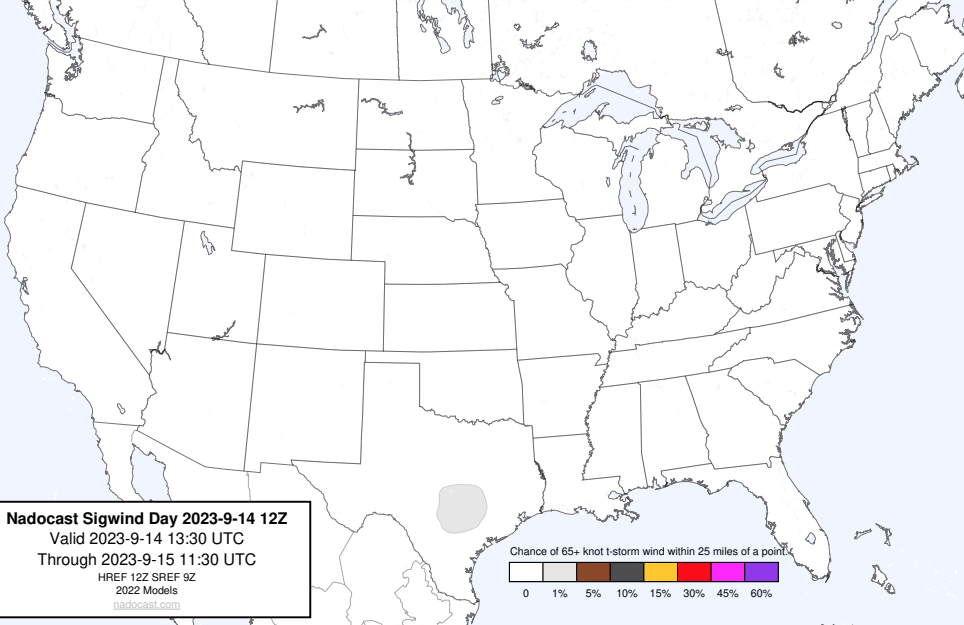 Nadocast Sigwind Day 2023-9-14 12Z
Valid 2023-9-14 13:30 UTC
Through 2023-9-15 11:30 UTC
HREF 12Z SREF 9Z
2022 Models
nadocast.com
Chance of 65+ knot t-storm wind within 25 miles of a point.
0 1% 5% 10% 15% 30% 45% 60%